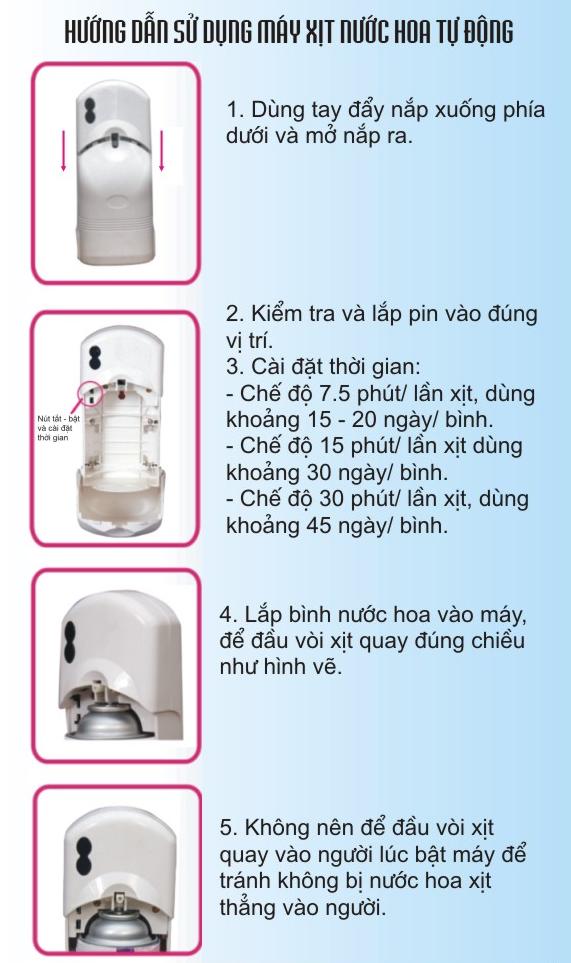 HƯỚNG DẪN SỬ DỤNG MÁY XỊT NƯỚC HOA TỰ ĐỘNG
1. Dùng tay đẩy nắp xuống phía
dưới và mở nắp ra.
2. Kiểm tra và lắp pin vào đúng
vị trí.
3. Cài đặt thời gian:
- Chế độ 7.5 phút/ lần xịt, dùng
khoảng 15 - 20 ngày/ bình.
- Chế độ 15 phút/ lần xịt dùng
khoảng 30 ngày/ bình.
- Chế độ 30 phút/ lần xịt, dùng
khoảng 45 ngày/ bình.
Nút tắt - bật
và cài đặt
thời gian
4. Lắp bình nước hoa vào máy,
để đầu vòi xịt quay đúng chiều
như hình vẽ.
5. Không nên để đầu vòi xịt
quay vào người lúc bật máy để
tránh không bị nước hoa xịt
thẳng vào người.